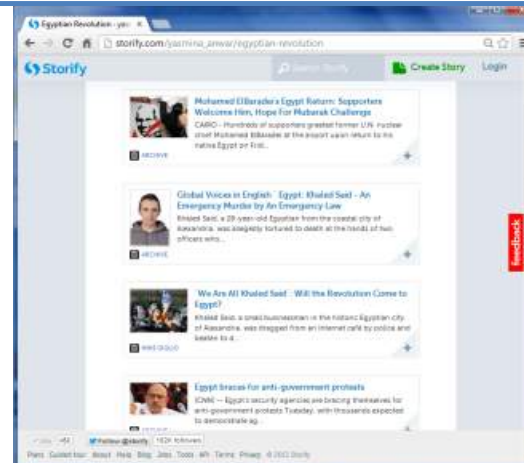 Egyptian Revolution - yas
storify.com/yasmina_anwar/egyptian-revolution
Storify
Search Storify
Create Story
Login
Mohamed ElBaradei's Egypt Return: Supporters
Welcome Him, Hope For Mubarak Challenge
CAIRO — Hundreds of supporters greeted former U.N. nuclear
chief Mohamed ElBaradei at the airport upon return to his
native Egypt on Frid...
ARCHIVE
Global Voices in English Egypt: Khaled Said - An
Emergency Murder by An Emergency Law
Khaled Said, a 29-year-old Egyptian from the coastal city of
Alexandria, was allegedly tortured to death at the hands of two
officers who...
ARCHIVE
feedback
We Are All Khaled Said: Will the Revolution Come to
Egypt?
Khaled Said, a small businessman in the historic Egyptian city
of Alexandria, was dragged from an internet café by police and
beaten to d...
MIKE GIGLIO
Egypt braces for anti-government protests
(CNN) -- Egypt's security agencies are bracing themselves for
anti-government protests Tuesday, with thousands expected
to demonstrate ag...
Follow @storify
followers
Plans Guided tour About Help Blog Jobs Tools API Terms Privacy Storify